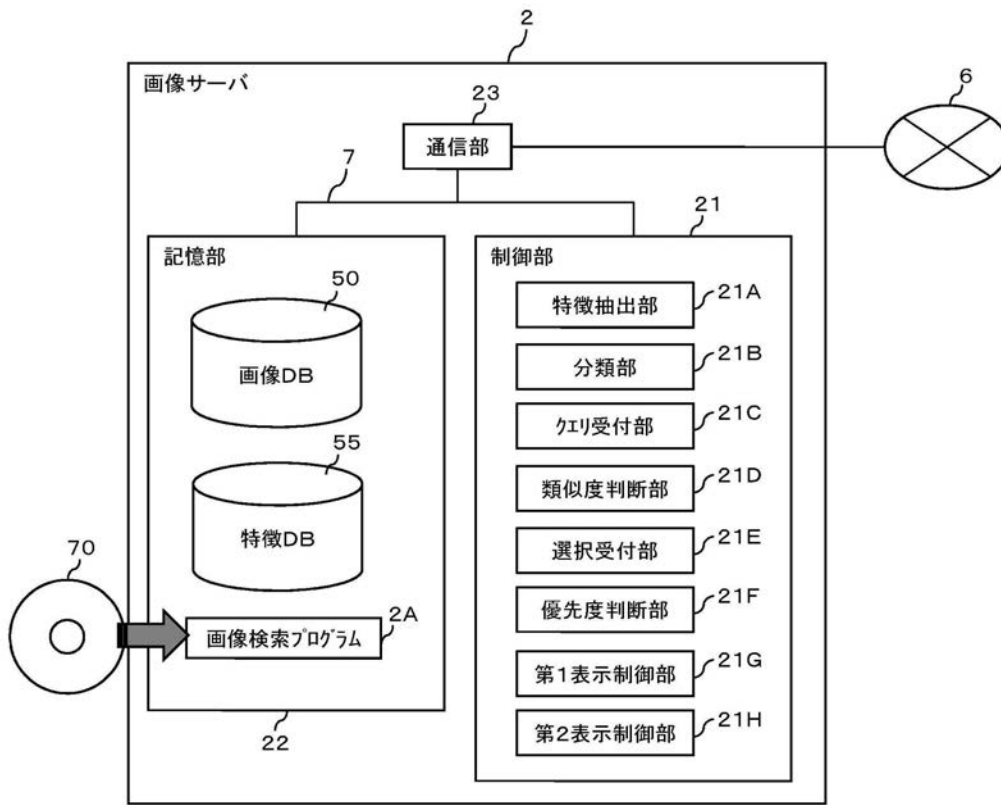 2
画像サーバ
6
23
通信部
7
21
記憶部
制御部
50
画像DB
55
特徴DB
70
2A
画像検索プログラム
22
特徴抽出部
21A
分類部
21B
クエリ受付部
21C
類似度判断部
21D
選択受付部
21E
優先度判断部
21F
第1表示制御部
21G
第2表示制御部
21H